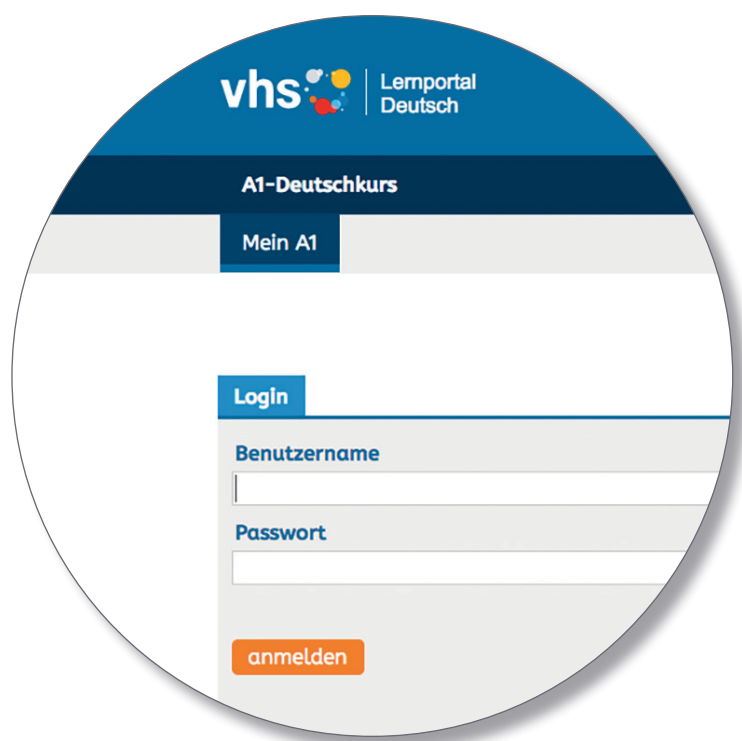 vhs
Lernportal
Deutsch
A1-Deutschkurs
Mein A1
Login
Benutzername
Passwort
anmelden